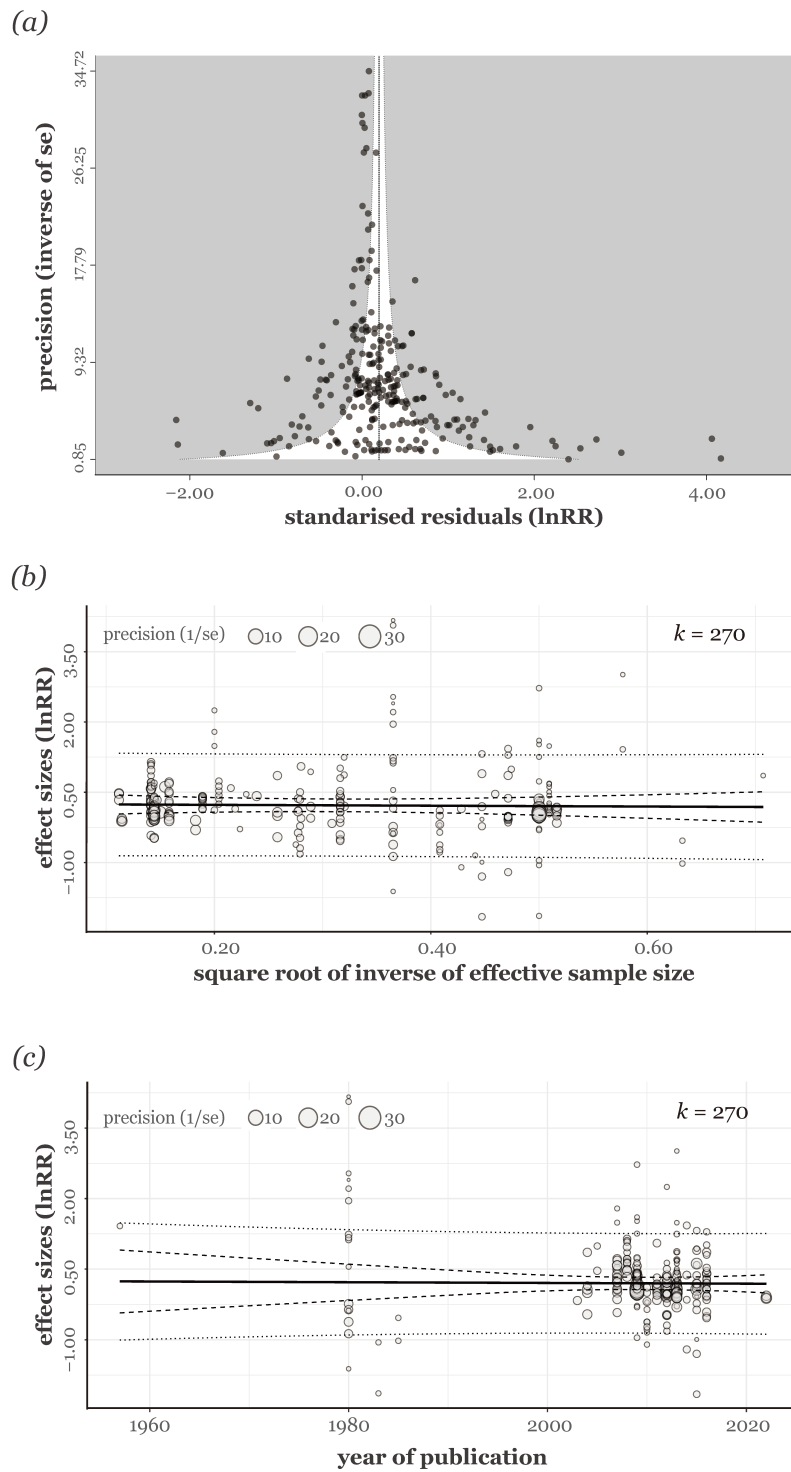 (a)
34.72
26.25
17.79
9.32
0.85
precision (inverse of se)
−2.00
0.00
2.00
4.00
standarised residuals (lnRR)
(b)
precision (1/se)
10
20
30
k = 270
3.50
2.00
0.50
−1.00
effect sizes (lnRR)
0.20
0.40
0.60
square root of inverse of effective sample size
(c)
precision (1/se)
10
20
30
k = 270
3.50
2.00
0.50
−1.00
effect sizes (lnRR)
1960
1980
2000
2020
year of publication